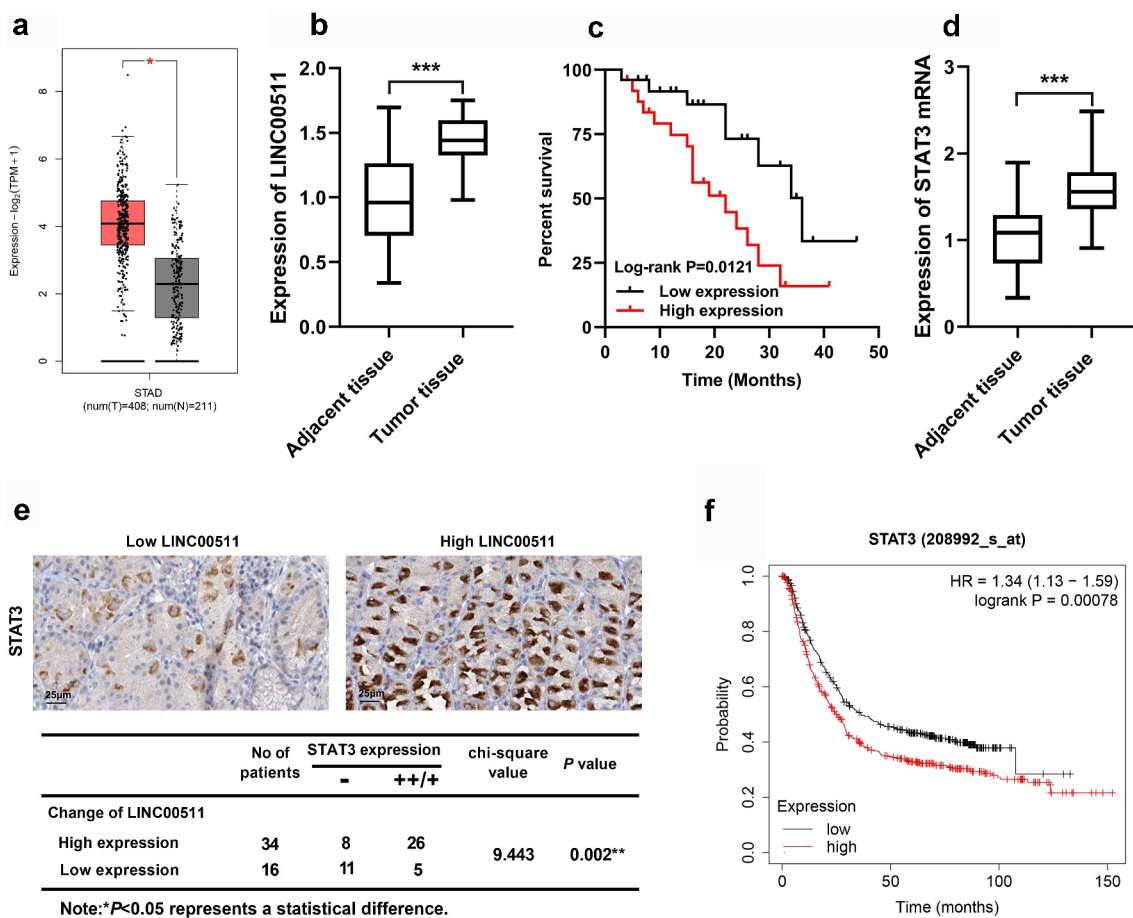 a
*
Expression − log₂(TPM + 1)
8
6
4
2
0
STAD
(num(T)=408; num(N)=211)
b
***
Expression of LINC00511
2.0
1.5
1.0
0.5
0.0
Adjacent tissue
Tumor tissue
c
Percent survival
100
75
50
25
0
Log-rank P=0.0121
Low expression
High expression
0 10 20 30 40 50
Time (Months)
d
***
Expression of STAT3 mRNA
3
2
1
0
Adjacent tissue
Tumor tissue
e
Low LINC00511
High LINC00511
STAT3
25μm
25μm
No of patients
STAT3 expression
- ++/+
chi-square value
P value
Change of LINC00511
High expression 34 8 26
9.443 0.002**
Low expression 16 11 5
Note:*P<0.05 represents a statistical difference.
f
STAT3 (208992_s_at)
HR = 1.34 (1.13 − 1.59)
logrank P = 0.00078
Probability
1.0
0.8
0.6
0.4
0.2
0.0
Expression
low
high
0 50 100 150
Time (months)